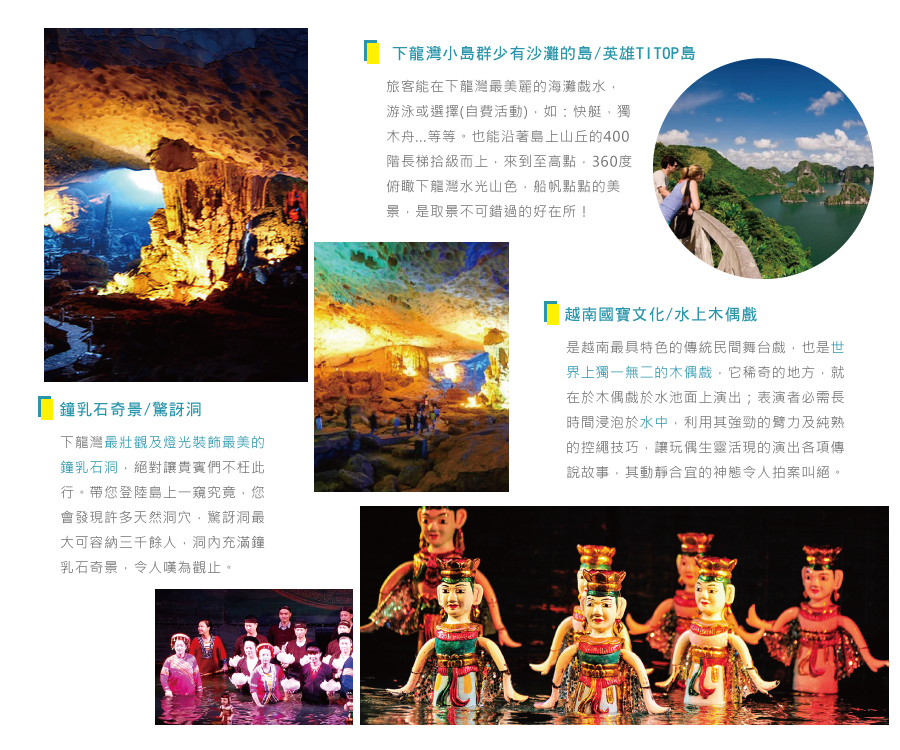 下龍灣小島群少有沙灘的島/英雄TITOP島
旅客能在下龍灣最美麗的海灘戲水，
游泳或選擇(自費活動)，如：快艇，獨
木舟...等等。也能沿著島上山丘的400
階長梯拾級而上，來到至高點，360度
俯瞰下龍灣水光山色，船帆點點的美
景，是取景不可錯過的好在所！
越南國寶文化/水上木偶戲
是越南最具特色的傳統民間舞台戲，也是世
界上獨一無二的木偶戲，它稀奇的地方，就
在於木偶戲於水池面上演出；表演者必需長
時間浸泡於水中，利用其強勁的臂力及純熟
的控繩技巧，讓玩偶生靈活現的演出各項傳
說故事，其動靜合宜的神態令人拍案叫絕。
鐘乳石奇景/驚訝洞
下龍灣最壯觀及燈光裝飾最美的
鐘乳石洞，絕對讓貴賓們不枉此
行。帶您登陸島上一窺究竟，您
會發現許多天然洞穴，驚訝洞最
大可容納三千餘人，洞內充滿鐘
乳石奇景，令人嘆為觀止。